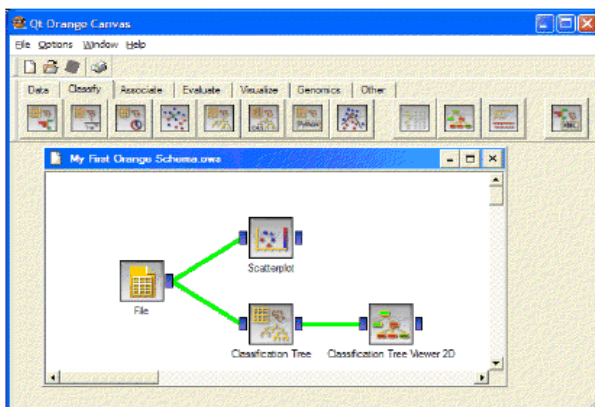 Qt Orange Canvas
File Options Window Help
Data Classify Associate Evaluate Visualize Genomics Other
Python
My First Orange Schema.ows
Scatterplot
File
Classification Tree Classification Tree Viewer 2D